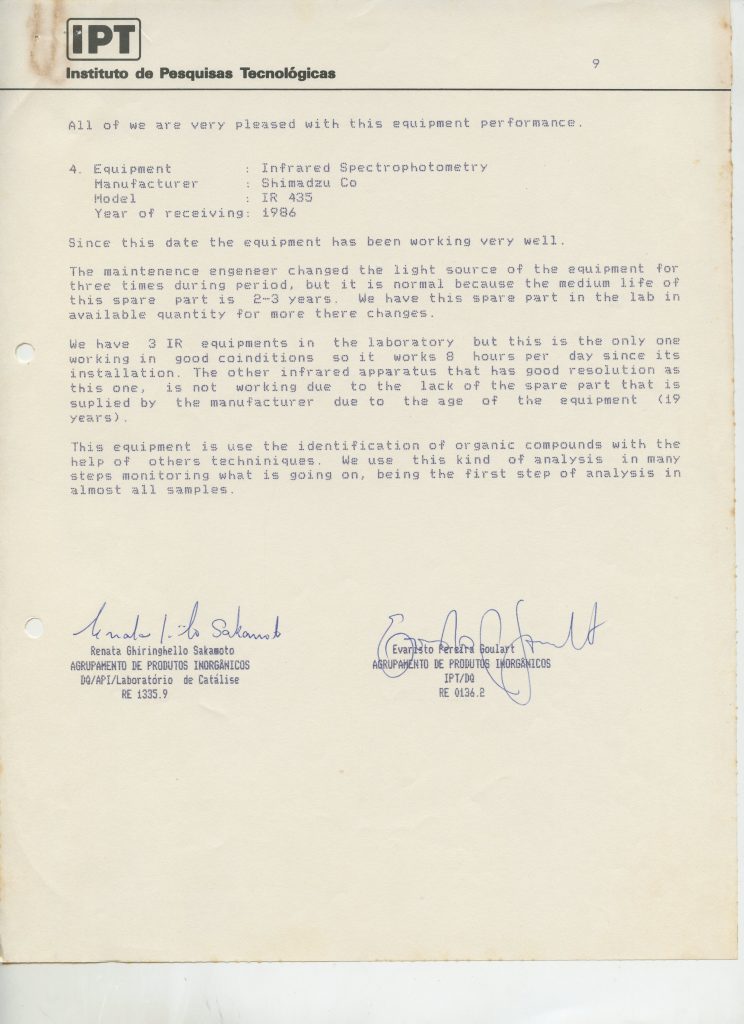 IPT
Instituto de Pesquisas Tecnológicas
9
All of we are very pleased with this equipment performance.
4. Equipment : Infrared Spectrophotometry
Manufacturer : Shimadzu Co
Model : IR 435
Year of receiving: 1986
Since this date the equipment has been working very well.
The maintenence engeneer changed the light source of the equipment for
three times during period, but it is normal because the medium life of
this spare part is 2-3 years. We have this spare part in the lab in
available quantity for more there changes.
We have 3 IR equipments in the laboratory but this is the only one
working in good coinditions so it works 8 hours per day since its
installation. The other infrared apparatus that has good resolution as
this one, is not working due to the lack of the spare part that is
suplied by the manufacturer due to the age of the equipment (19
years).
This equipment is use the identification of organic compounds with the
help of others techniniques. We use this kind of analysis in many
steps monitoring what is going on, being the first step of analysis in
almost all samples.
Renata Ghiringhello Sakamoto
AGRUPAMENTO DE PRODUTOS INORGÂNICOS
DQ/API/Laboratório de Catálise
RE 1335.9
Evaristo Pereira Goulart
AGRUPAMENTO DE PRODUTOS INORGÂNICOS
IPT/DQ
RE 0136.2